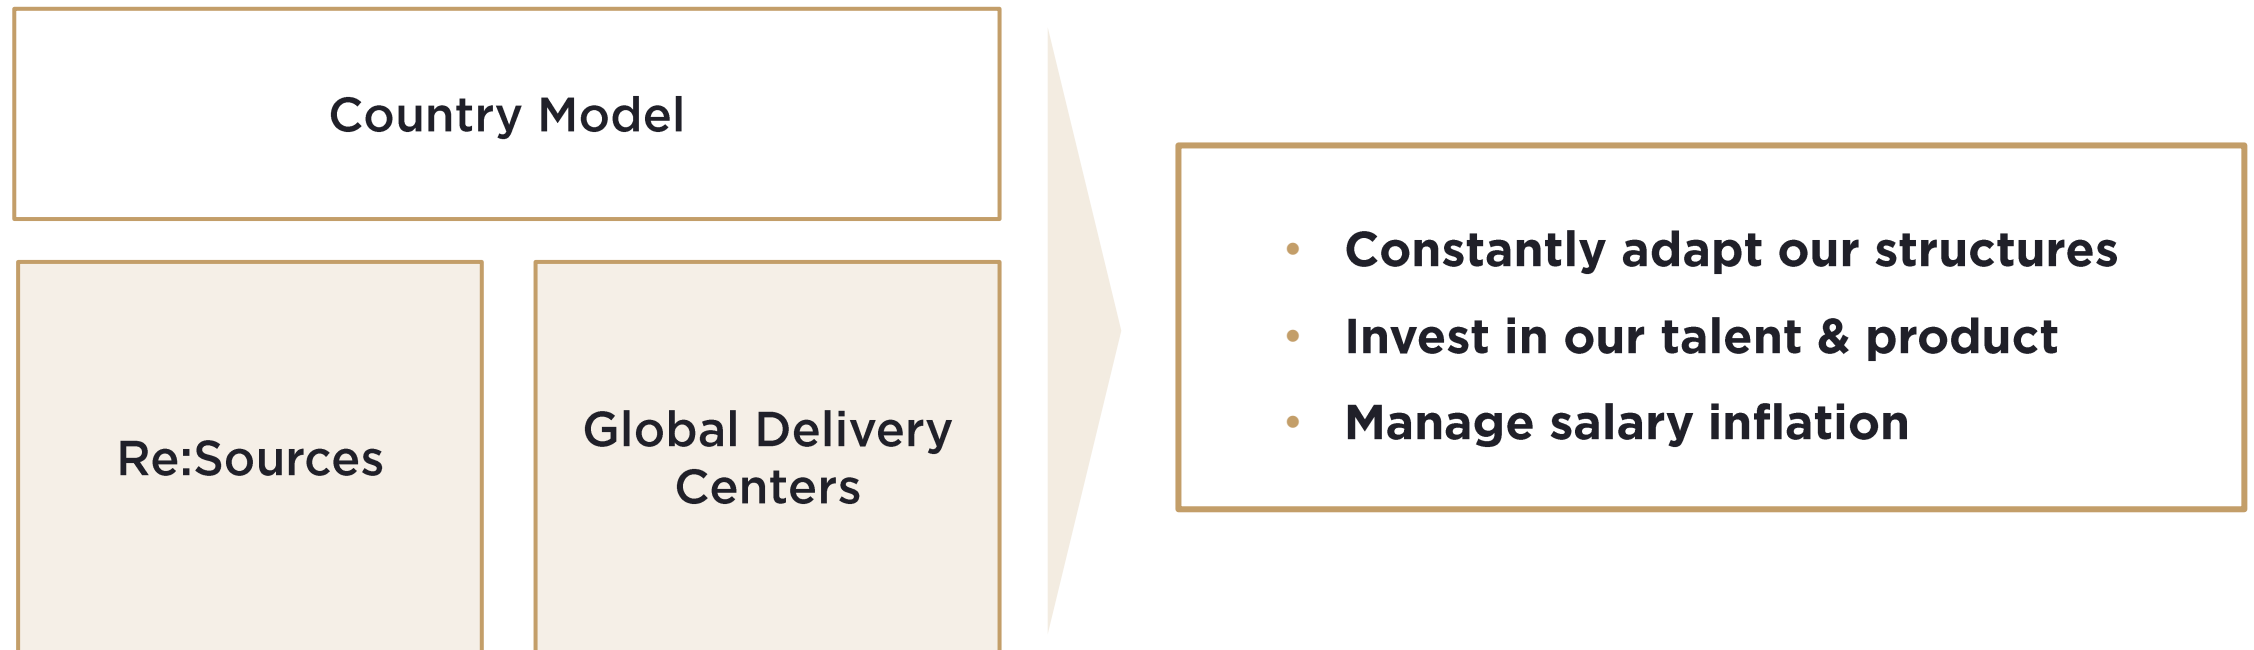 Country Model
Re:Sources
Global Delivery
Centers
• Constantly adapt our structures
• Invest in our talent & product
• Manage salary inflation